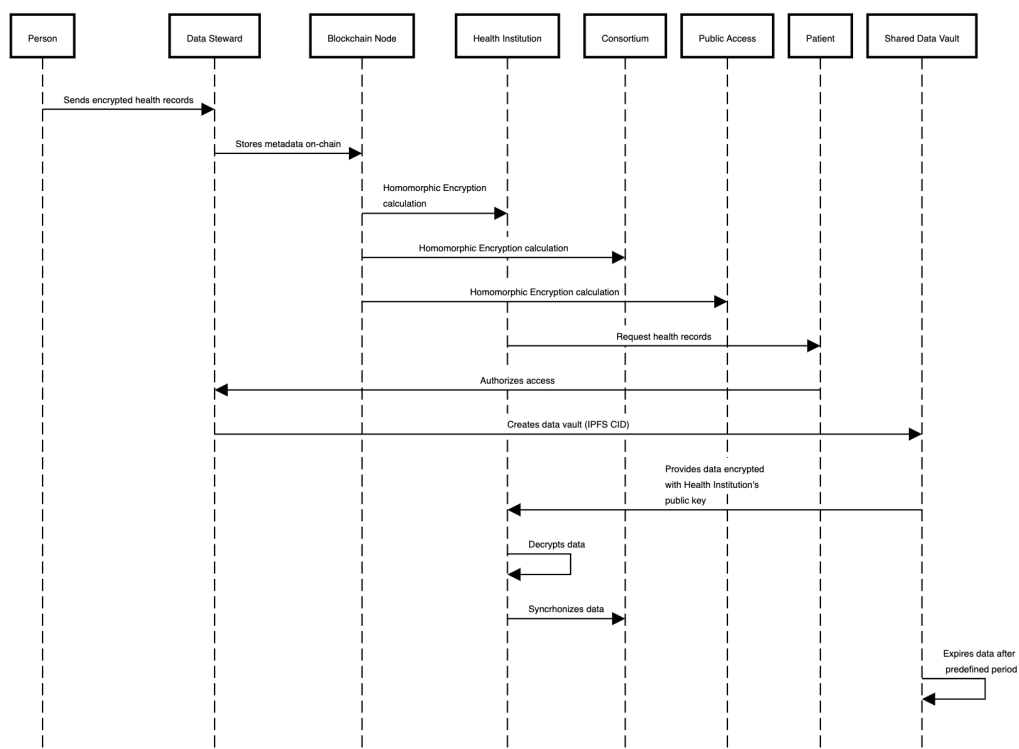 Person
Data Steward
Blockchain Node
Health Institution
Consortium
Public Access
Patient
Shared Data Vault
Sends encrypted health records
Stores metadata on-chain
Homomorphic Encryption
calculation
Homomorphic Encryption calculation
Homomorphic Encryption calculation
Request health records
Authorizes access
Creates data vault (IPFS CID)
Provides data encrypted
with Health Institution's
public key
Decrypts data
Syncrhonizes data
Expires data after
predefined period